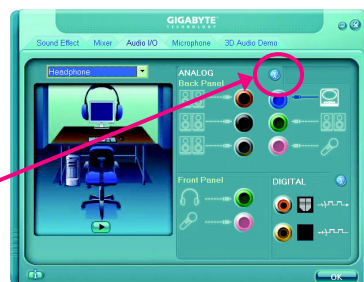 GIGABYTE
TECHNOLOGY
Sound Effect Mixer Audio I/O Microphone 3D Audio Demo
Headphone
ANALOG
Back Panel
Front Panel
DIGITAL
OK